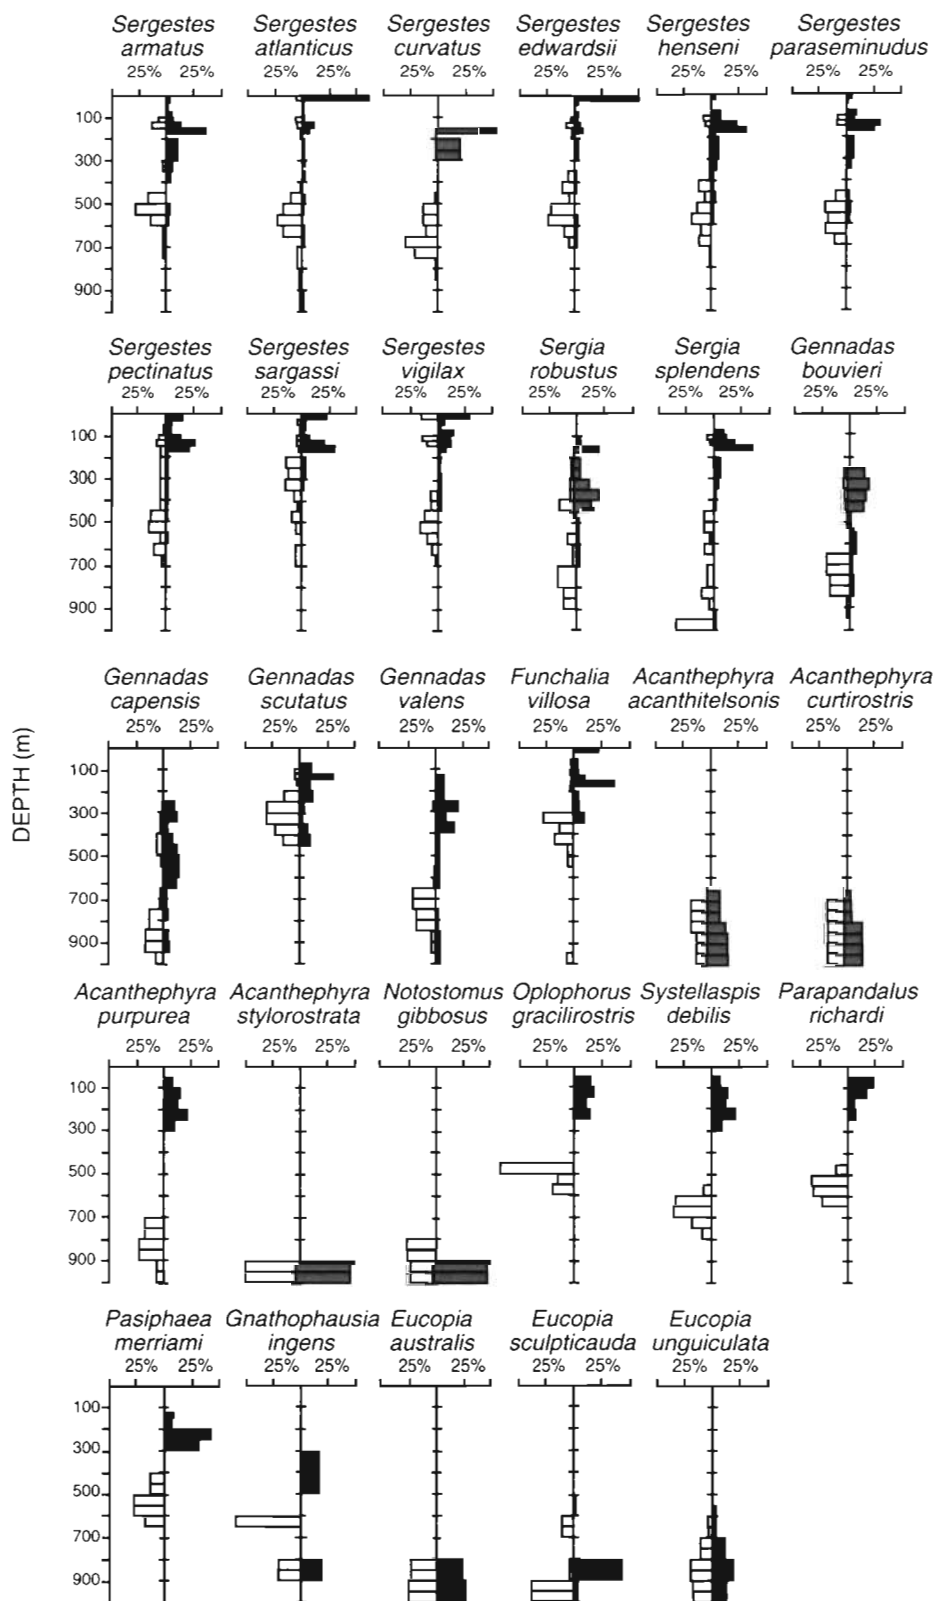 Sergestes Sergestes Sergestes Sergestes Sergestes Sergestes
armatus atlanticus curvatus edwardsii henseni paraseminudus
25% 25% 25% 25% 25% 25% 25% 25% 25% 25% 25% 25%
100
300
500
700
900
Sergestes Sergestes Sergestes Sergia Sergia Gennadas
pectinatus sargassi vigilax robustus splendens bouvieri
25% 25% 25% 25% 25% 25% 25% 25% 25% 25% 25% 25%
100
300
500
700
900
Gennadas Gennadas Gennadas Funchalia Acanthephyra Acanthephyra
capensis scutatus valens villosa acanthitelsonis curtirostris
25% 25% 25% 25% 25% 25% 25% 25% 25% 25% 25% 25%
DEPTH (m)
100
300
500
700
900
Acanthephyra Acanthephyra Notostomus Oplophorus Systellaspis Parapandalus
purpurea stylorostrata gibbosus gracilirostris debilis richardi
25% 25% 25% 25% 25% 25% 25% 25% 25% 25% 25% 25%
100
300
500
700
900
Pasiphaea Gnathophausia Eucopia Eucopia Eucopia
merriami ingens australis sculpticauda unguiculata
25% 25% 25% 25% 25% 25% 25% 25% 25% 25%
100
300
500
700
900